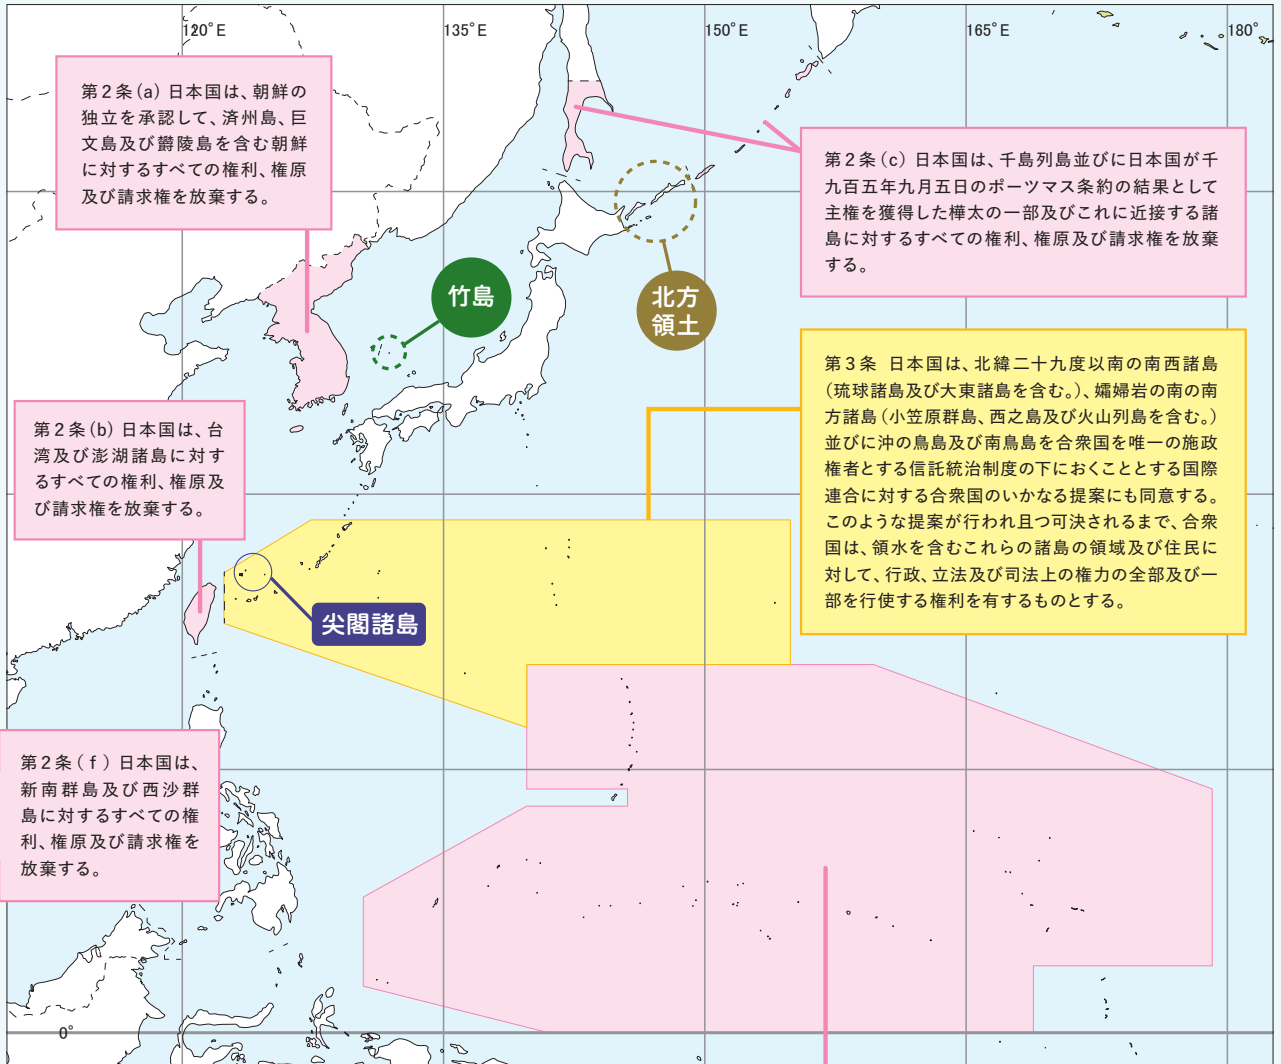 120°E
135°E
150°E
165°E
180°
第2条(a) 日本国は、朝鮮の
独立を承認して、済州島、巨
文島及び欝陵島を含む朝鮮
に対するすべての権利、権原
及び請求権を放棄する。
第2条(c) 日本国は、千島列島並びに日本国が千
九百五年九月五日のポーツマス条約の結果として
主権を獲得した樺太の一部及びこれに近接する諸
島に対するすべての権利、権原及び請求権を放棄
する。
竹島
北方
領土
第3条 日本国は、北緯二十九度以南の南西諸島
(琉球諸島及び大東諸島を含む。)、孀婦岩の南の南
方諸島(小笠原群島、西之島及び火山列島を含む。)
並びに沖の鳥島及び南鳥島を合衆国を唯一の施政
権者とする信託統治制度の下におくこととする国際
連合に対する合衆国のいかなる提案にも同意する。
このような提案が行われ且つ可決されるまで、合衆
国は、領水を含むこれらの諸島の領域及び住民に
対して、行政、立法及び司法上の権力の全部及び一
部を行使する権利を有するものとする。
第2条(b) 日本国は、台
湾及び澎湖諸島に対す
るすべての権利、権原及
び請求権を放棄する。
尖閣諸島
第2条(f) 日本国は、
新南群島及び西沙群
島に対するすべての権
利、権原及び請求権を
放棄する。
0°